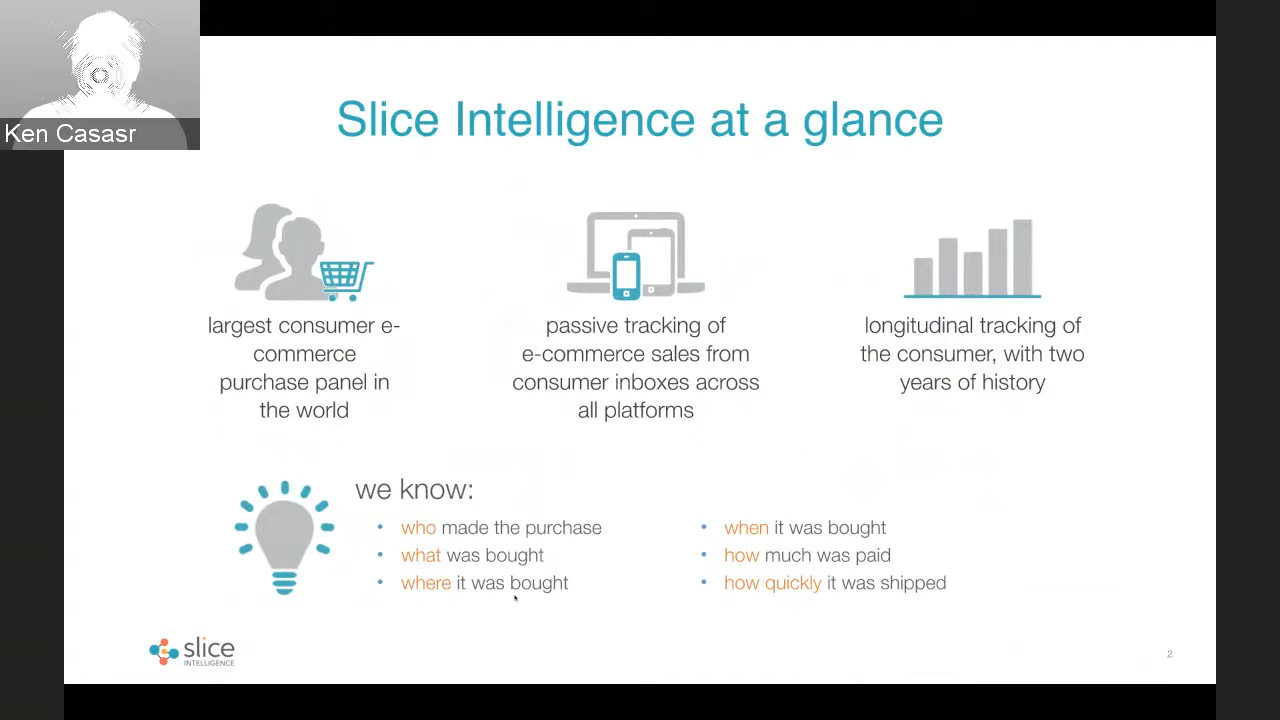 Ken Casasr
Slice Intelligence at a glance
largest consumer e-
commerce
purchase panel in
the world
passive tracking of
e-commerce sales from
consumer inboxes across
all platforms
longitudinal tracking of
the consumer, with two
years of history
we know:
• who made the purchase
• what was bought
• where it was bought
• when it was bought
• how much was paid
• how quickly it was shipped
slice
INTELLIGENCE
2